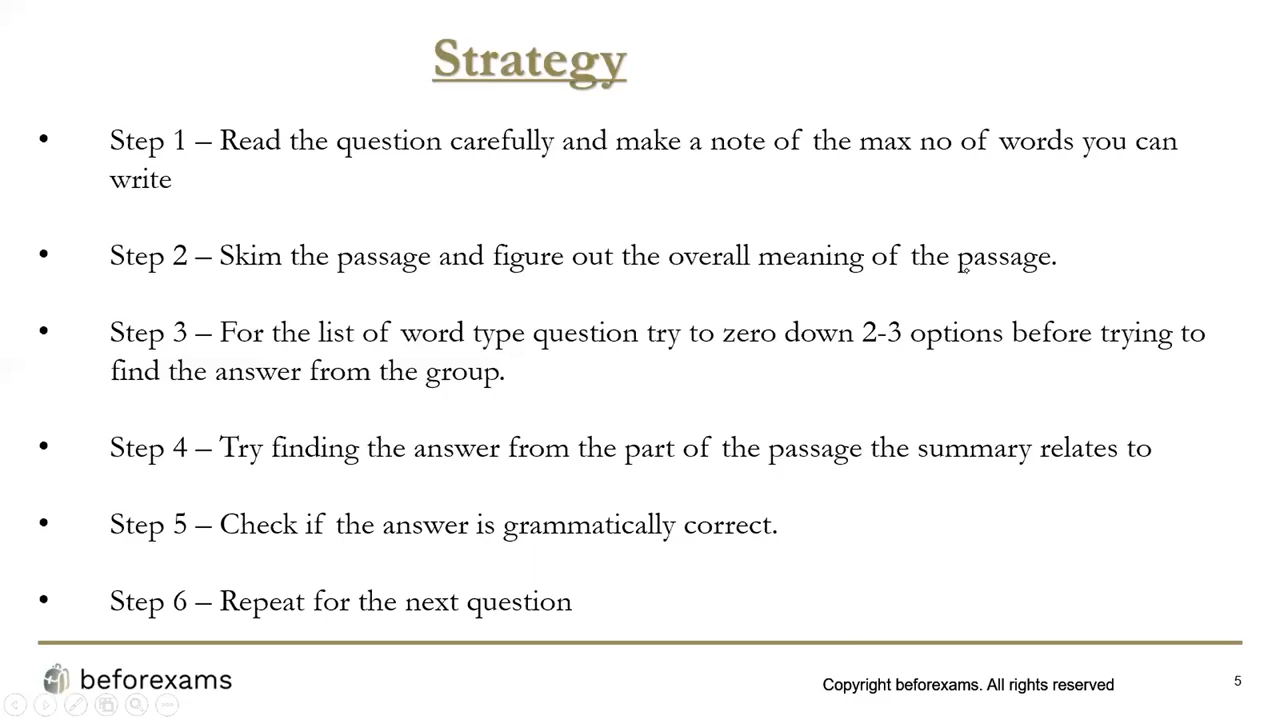 Strategy
• Step 1 – Read the question carefully and make a note of the max no of words you can
write
• Step 2 – Skim the passage and figure out the overall meaning of the passage.
• Step 3 – For the list of word type question try to zero down 2-3 options before trying to
find the answer from the group.
• Step 4 – Try finding the answer from the part of the passage the summary relates to
• Step 5 – Check if the answer is grammatically correct.
• Step 6 – Repeat for the next question
beforexams
Copyright beforexams. All rights reserved
5